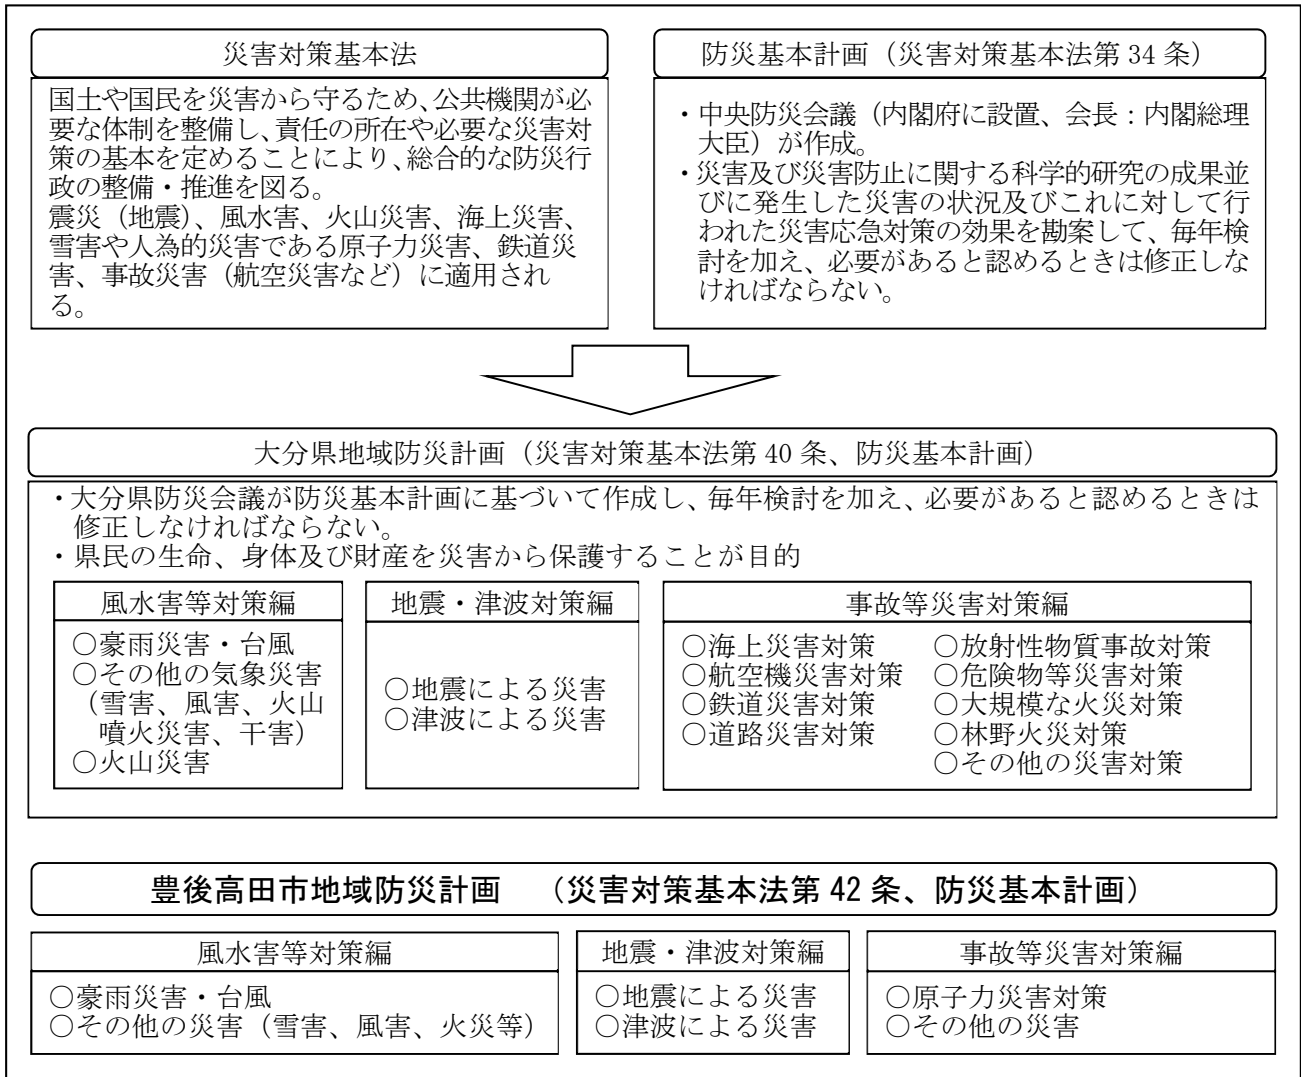 災害対策基本法
国土や国民を災害から守るため、公共機関が必
要な体制を整備し、責任の所在や必要な災害対
策の基本を定めることにより、総合的な防災行
政の整備・推進を図る。
震災（地震）、風水害、火山災害、海上災害、
雪害や人為的災害である原子力災害、鉄道災
害、事故災害（航空災害など）に適用され
る。
防災基本計画（災害対策基本法第 34 条）
・中央防災会議（内閣府に設置、会長：内閣総理
大臣）が作成。
・災害及び災害防止に関する科学的研究の成果並
びに発生した災害の状況及びこれに対して行
われた災害応急対策の効果を勘案して、毎年検
討を加え、必要があると認めるときは修正しな
ければならない。
大分県地域防災計画（災害対策基本法第 40 条、防災基本計画）
・大分県防災会議が防災基本計画に基づいて作成し、毎年検討を加え、必要があると認めるときは
修正しなければならない。
・県民の生命、身体及び財産を災害から保護することが目的
風水害等対策編
○豪雨災害・台風
○その他の気象災害
（雪害、風害、火山
噴火災害、干害）
○火山災害
地震・津波対策編
○地震による災害
○津波による災害
事故等災害対策編
○海上災害対策
○航空機災害対策
○鉄道災害対策
○道路災害対策
○放射性物質事故対策
○危険物等災害対策
○大規模な火災対策
○林野火災対策
○その他の災害対策
豊後高田市地域防災計画　（災害対策基本法第 42 条、防災基本計画）
風水害等対策編
○豪雨災害・台風
○その他の災害（雪害、風害、火災等）
地震・津波対策編
○地震による災害
○津波による災害
事故等災害対策編
○原子力災害対策
○その他の災害